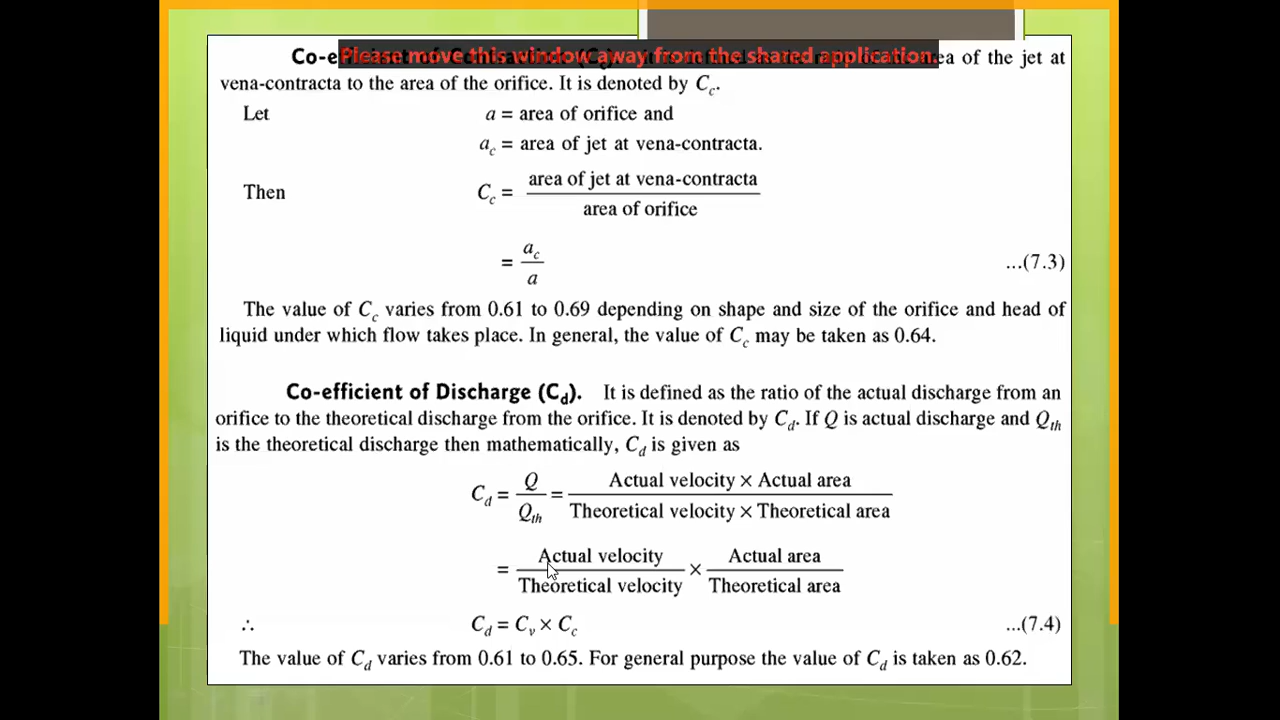 Co-e Please move this window away from the shared application. ea of the jet at
vena-contracta to the area of the orifice. It is denoted by C_c.
Let a = area of orifice and
a_c = area of jet at vena-contracta.
Then C_c = area of jet at vena-contracta / area of orifice
= a_c / a ...(7.3)
The value of C_c varies from 0.61 to 0.69 depending on shape and size of the orifice and head of
liquid under which flow takes place. In general, the value of C_c may be taken as 0.64.
Co-efficient of Discharge (C_d). It is defined as the ratio of the actual discharge from an
orifice to the theoretical discharge from the orifice. It is denoted by C_d. If Q is actual discharge and Q_th
is the theoretical discharge then mathematically, C_d is given as
C_d = Q / Q_th = Actual velocity × Actual area / Theoretical velocity × Theoretical area
= Actual velocity / Theoretical velocity × Actual area / Theoretical area
∴ C_d = C_v × C_c ...(7.4)
The value of C_d varies from 0.61 to 0.65. For general purpose the value of C_d is taken as 0.62.